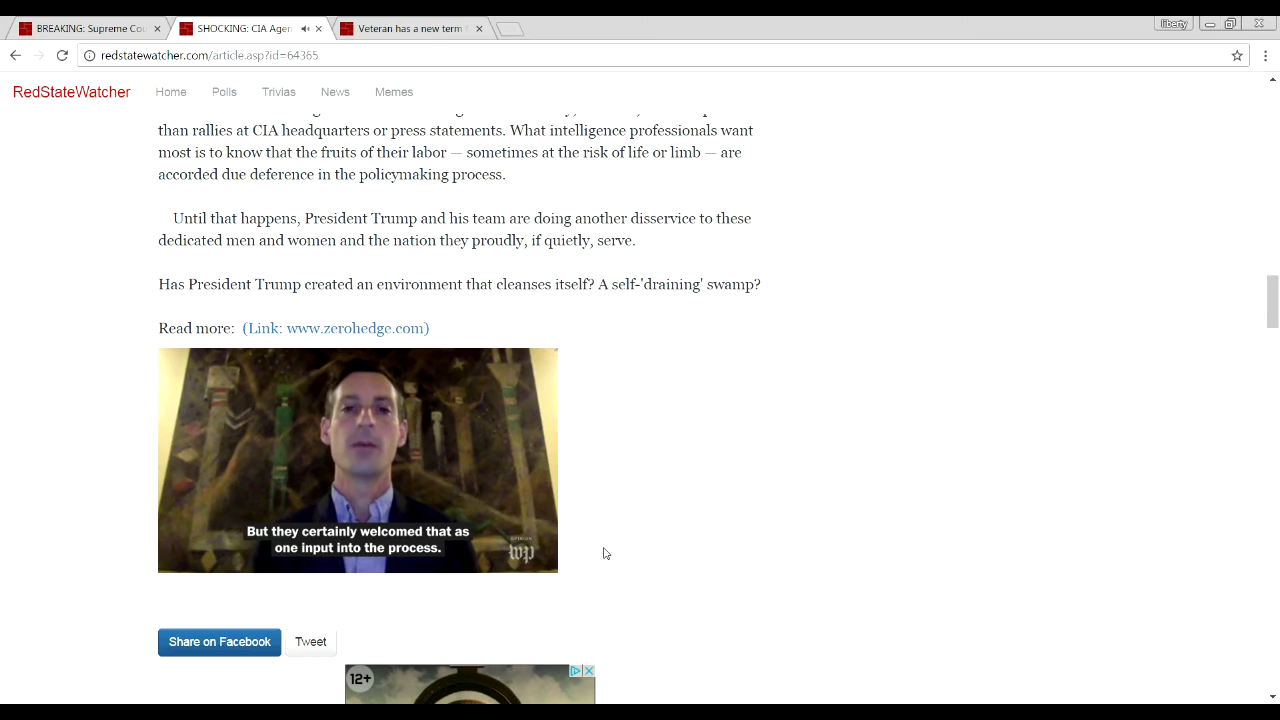 BREAKING: Supreme Cou
SHOCKING: CIA Agen
Veteran has a new term
liberty
redstatewatcher.com/article.asp?id=64365
RedStateWatcher
Home
Polls
Trivias
News
Memes
than rallies at CIA headquarters or press statements. What intelligence professionals want
most is to know that the fruits of their labor — sometimes at the risk of life or limb — are
accorded due deference in the policymaking process.
Until that happens, President Trump and his team are doing another disservice to these
dedicated men and women and the nation they proudly, if quietly, serve.
Has President Trump created an environment that cleanses itself? A self-'draining' swamp?
Read more: (Link: www.zerohedge.com)
But they certainly welcomed that as
one input into the process.
OPINION
wp
Share on Facebook
Tweet
12+